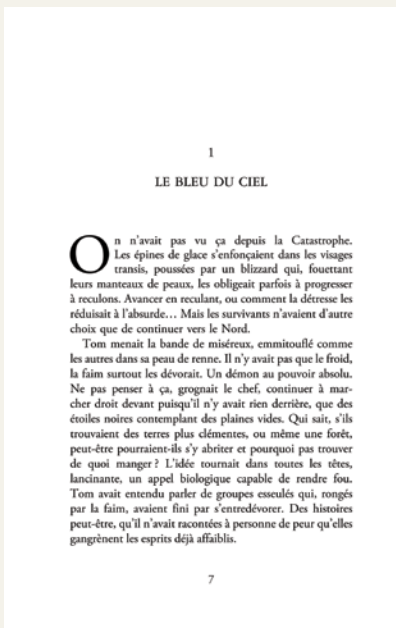 1
LE BLEU DU CIEL
On n'avait pas vu ça depuis la Catastrophe.
Les épines de glace s'enfonçaient dans les visages
transis, poussées par un blizzard qui, fouettant
leurs manteaux de peaux, les obligeait parfois à progresser
à reculons. Avancer en reculant, ou comment la détresse les
réduisait à l'absurde… Mais les survivants n'avaient d'autre
choix que de continuer vers le Nord.
Tom menait la bande de miséreux, emmitouflé comme
les autres dans sa peau de renne. Il n'y avait pas que le froid,
la faim surtout les dévorait. Un démon au pouvoir absolu.
Ne pas penser à ça, grognait le chef, continuer à mar-
cher droit devant puisqu'il n'y avait rien derrière, que des
étoiles noires contemplant des plaines vides. Qui sait, s'ils
trouvaient des terres plus clémentes, ou même une forêt,
peut-être pourraient-ils s'y abriter et pourquoi pas trouver
de quoi manger ? L'idée tournait dans toutes les têtes,
lancinante, un appel biologique capable de rendre fou.
Tom avait entendu parler de groupes esseulés qui, rongés
par la faim, avaient fini par s'entredévorer. Des histoires
peut-être, qu'il n'avait racontées à personne de peur qu'elles
gangrènent les esprits déjà affaiblis.
7